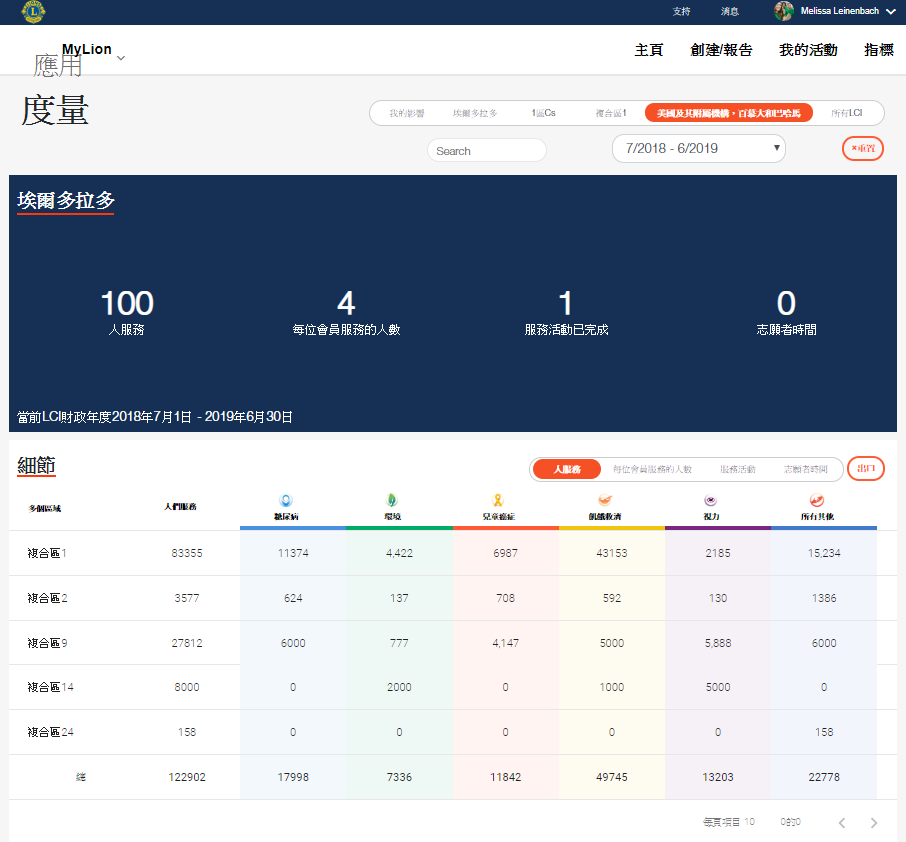 支持 消息 Melissa Leinenbach
MyLion
應用
主頁 創建/報告 我的活動 指標
度量
我的影響 埃爾多拉多 1區Cs 複合區1 美國及其附屬機構，百慕大和巴哈馬 所有LCI
Search 7/2018 - 6/2019 *重置
埃爾多拉多
100 4 1 0
人服務 每位會員服務的人數 服務活動已完成 志願者時間
當前LCI財政年度2018年7月1日 - 2019年6月30日
細節
人服務 每位會員服務的人數 服務活動 志願者時間 出口
多個區域 人們服務 糖尿病 環境 兒童癌症 飢餓救濟 視力 所有其他
複合區1 83355 11374 4,422 6987 43153 2185 15,234
複合區2 3577 624 137 708 592 130 1386
複合區9 27812 6000 777 4,147 5000 5,888 6000
複合區14 8000 0 2000 0 1000 5000 0
複合區24 158 0 0 0 0 0 158
總 122902 17998 7336 11842 49745 13203 22778
每頁項目 10 0的0